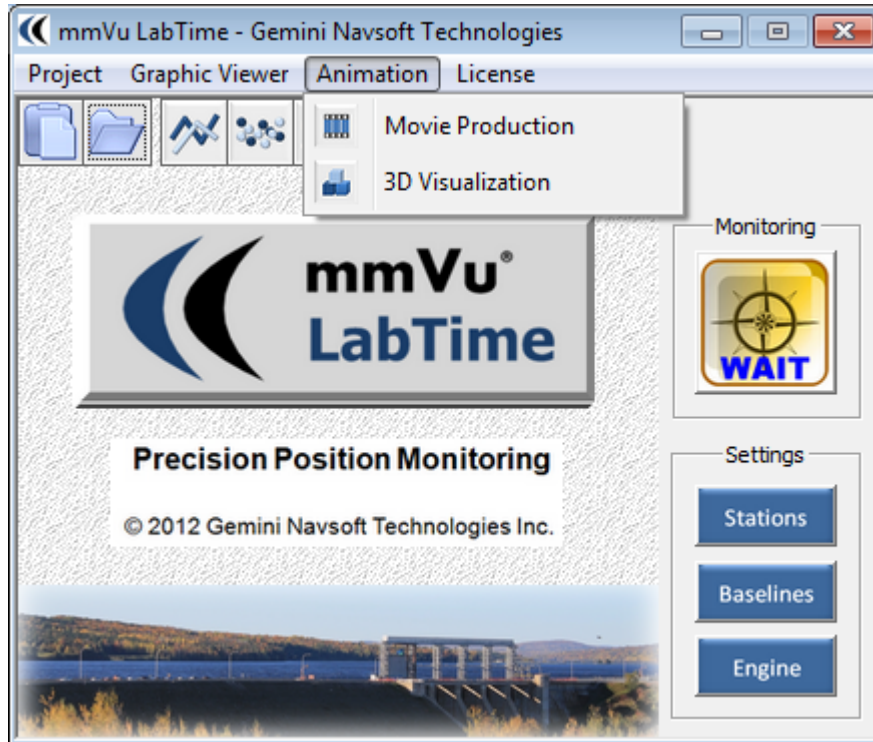 mmVu LabTime - Gemini Navsoft Technologies
Project Graphic Viewer Animation License
Movie Production
3D Visualization
Monitoring
WAIT
mmVu®
LabTime
Precision Position Monitoring
© 2012 Gemini Navsoft Technologies Inc.
Settings
Stations
Baselines
Engine